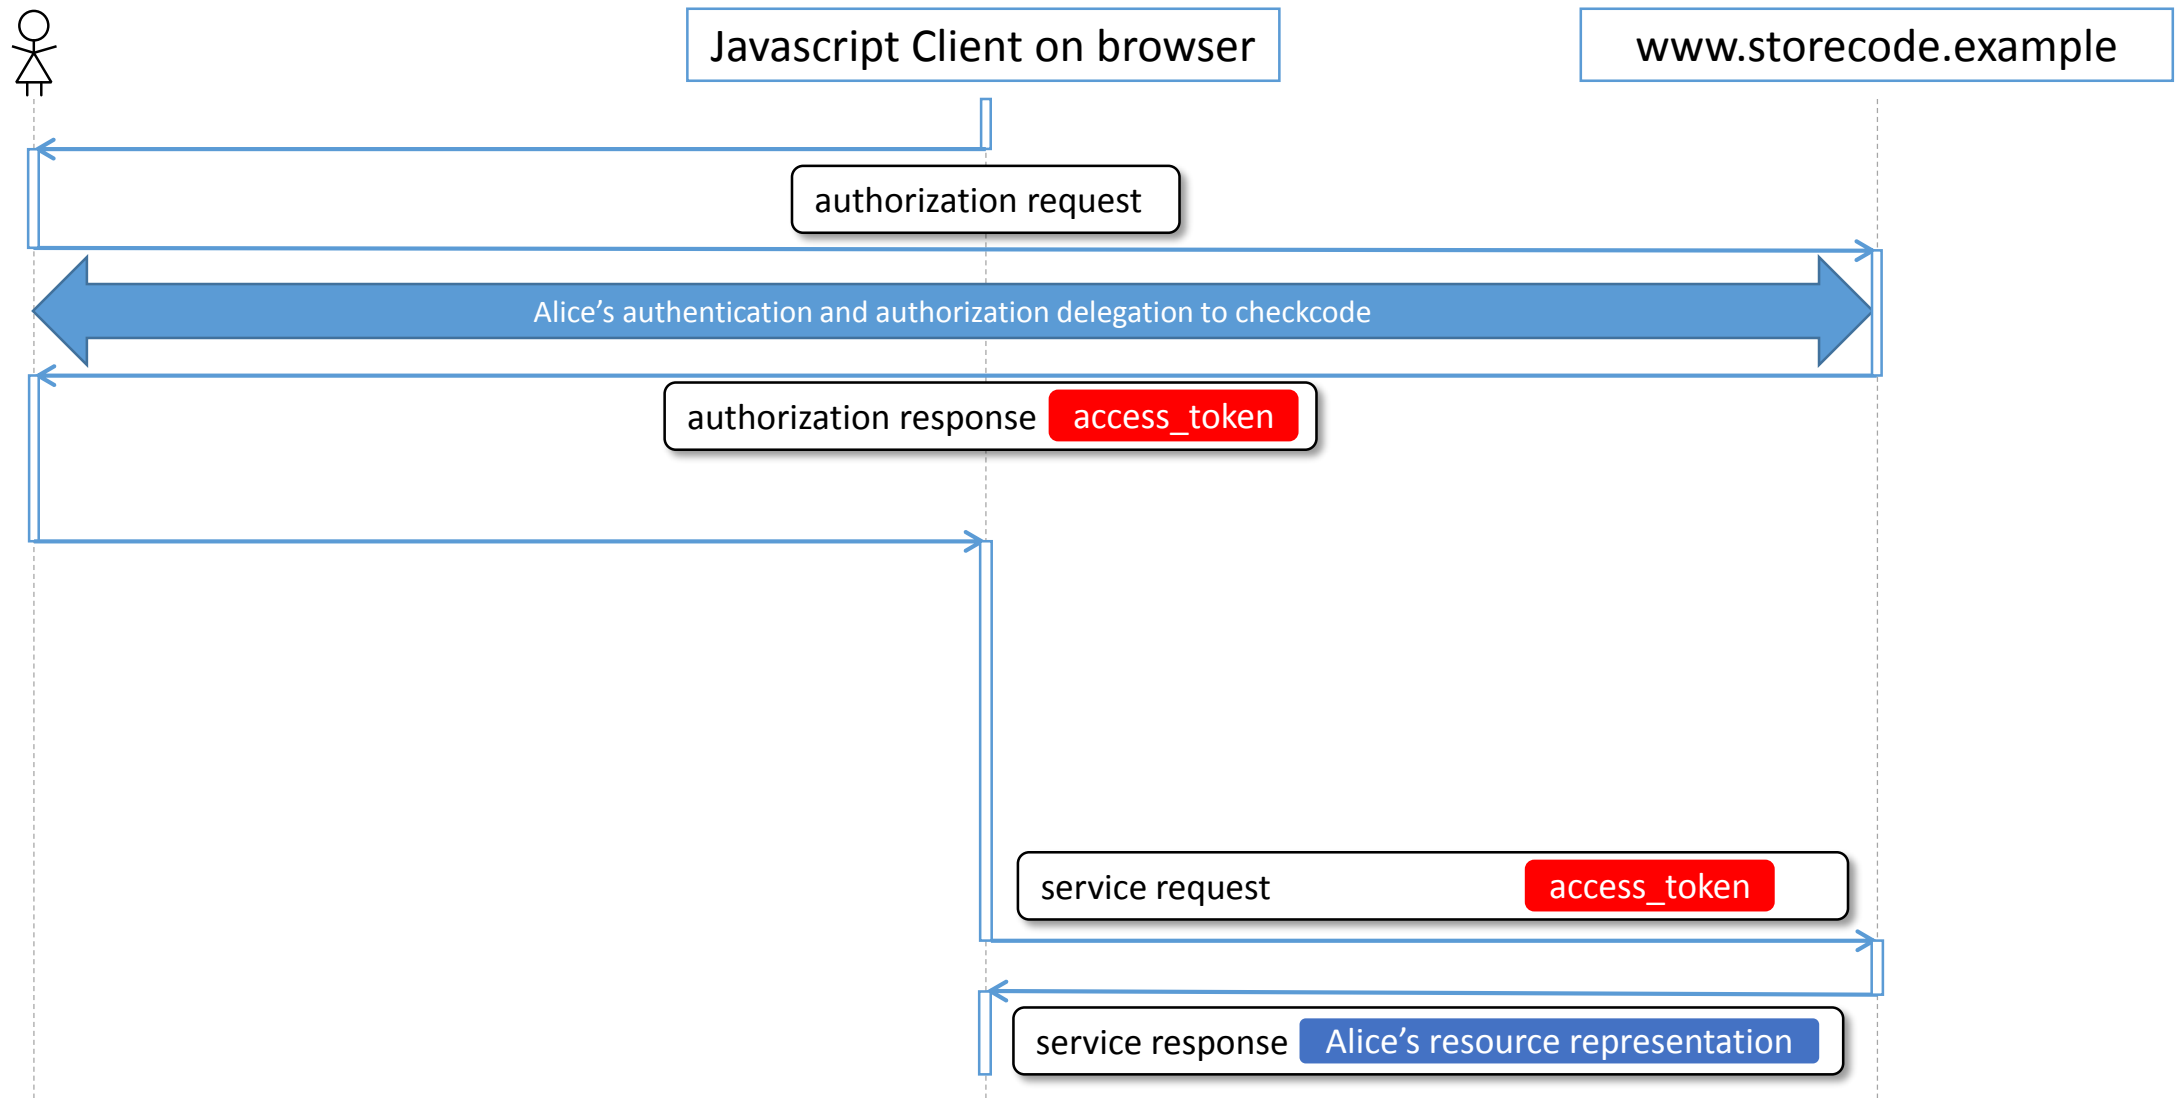 Javascript Client on browser
www.storecode.example
authorization request
Alice’s authentication and authorization delegation to checkcode
authorization response access_token
service request access_token
service response Alice’s resource representation